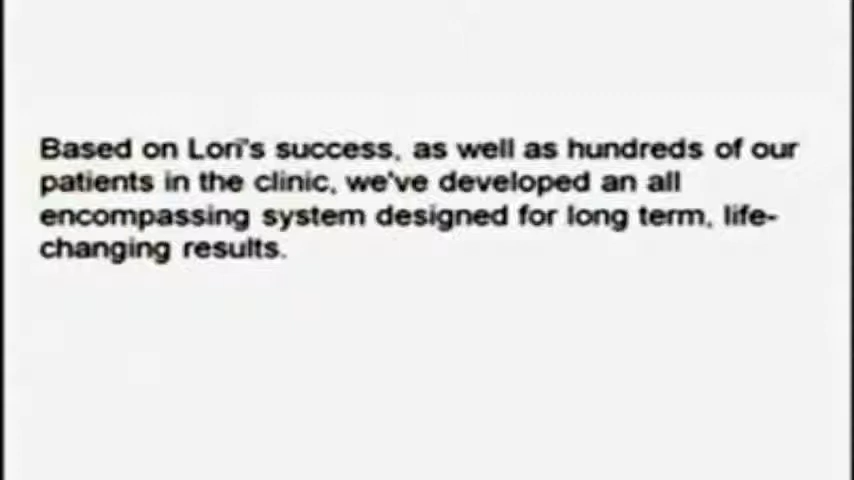 Based on Lori's success, as well as hundreds of our
patients in the clinic, we've developed an all
encompassing system designed for long term, life-
changing results.